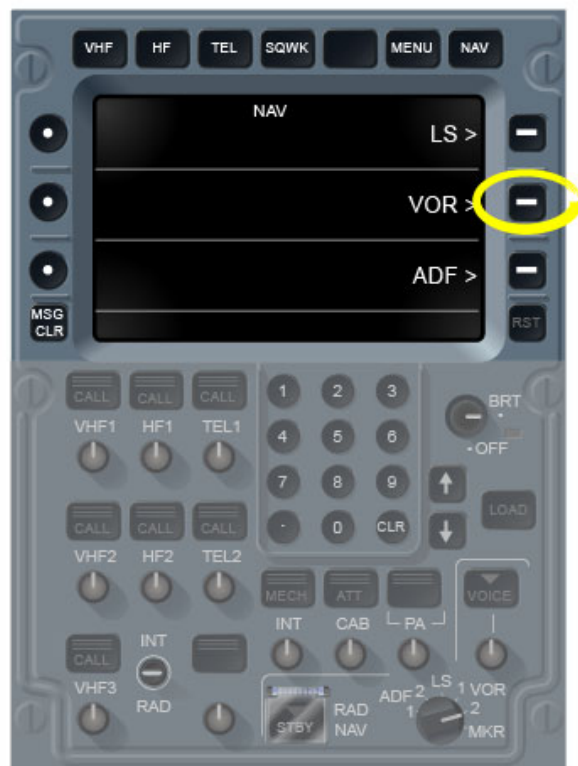 VHF HF TEL SQWK MENU NAV
NAV
LS >
VOR >
ADF >
MSG
CLR
RST
CALL CALL CALL
VHF1 HF1 TEL1
1 2 3
4 5 6
7 8 9
· 0 CLR
BRT
OFF
LOAD
CALL CALL CALL
VHF2 HF2 TEL2
MECH ATT VOICE
INT CAB PA
CALL
INT
RAD
VHF3
STBY
RAD
NAV
ADF 2 LS 1 VOR
1 2
MKR